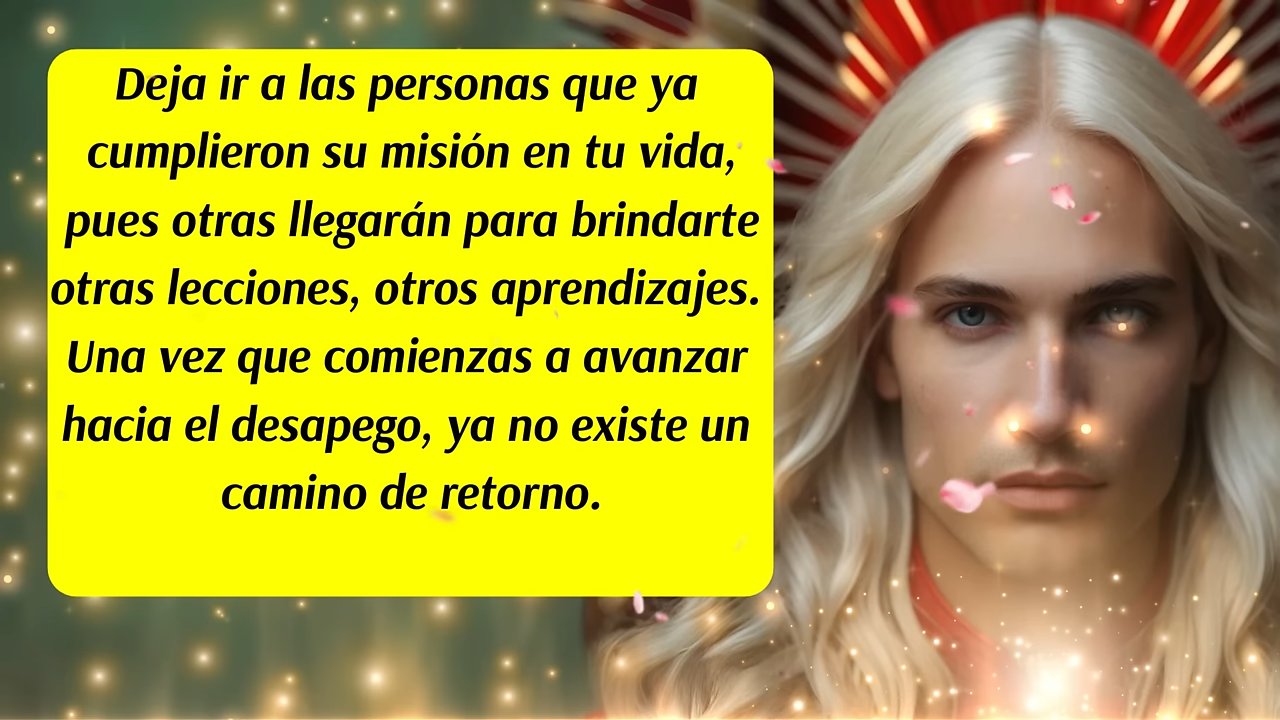 Deja ir a las personas que ya
cumplieron su misión en tu vida,
pues otras llegarán para brindarte
otras lecciones, otros aprendizajes.
Una vez que comienzas a avanzar
hacia el desapego, ya no existe un
camino de retorno.